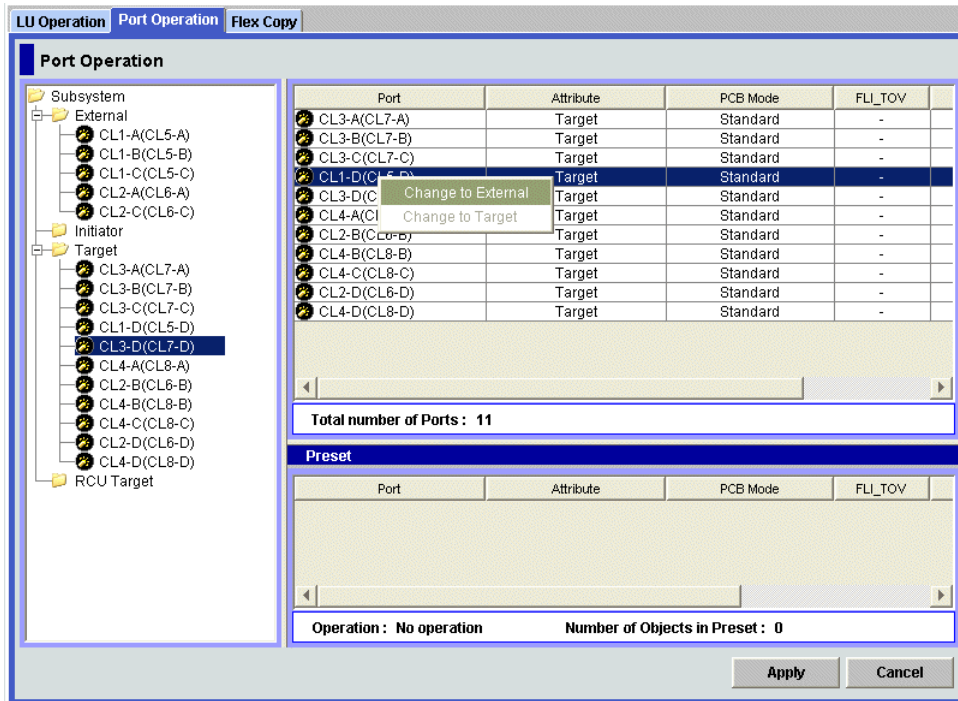 LU Operation Port Operation Flex Copy
Port Operation
Subsystem
External
CL1-A(CL5-A)
CL1-B(CL5-B)
CL1-C(CL5-C)
CL2-A(CL6-A)
CL2-C(CL6-C)
Initiator
Target
CL3-A(CL7-A)
CL3-B(CL7-B)
CL3-C(CL7-C)
CL1-D(CL5-D)
CL3-D(CL7-D)
CL4-A(CL8-A)
CL2-B(CL6-B)
CL4-B(CL8-B)
CL4-C(CL8-C)
CL2-D(CL6-D)
CL4-D(CL8-D)
RCU Target
Port Attribute PCB Mode FLI_TOV
CL3-A(CL7-A) Target Standard -
CL3-B(CL7-B) Target Standard -
CL3-C(CL7-C) Target Standard -
CL1-D(CL5-D) Target Standard -
CL3-D(C Target Standard -
CL4-A(Cl Target Standard -
CL2-B(CL6-B) Target Standard -
CL4-B(CL8-B) Target Standard -
CL4-C(CL8-C) Target Standard -
CL2-D(CL6-D) Target Standard -
CL4-D(CL8-D) Target Standard -
Change to External
Change to Target
Total number of Ports : 11
Preset
Port Attribute PCB Mode FLI_TOV
Operation : No operation Number of Objects in Preset : 0
Apply Cancel